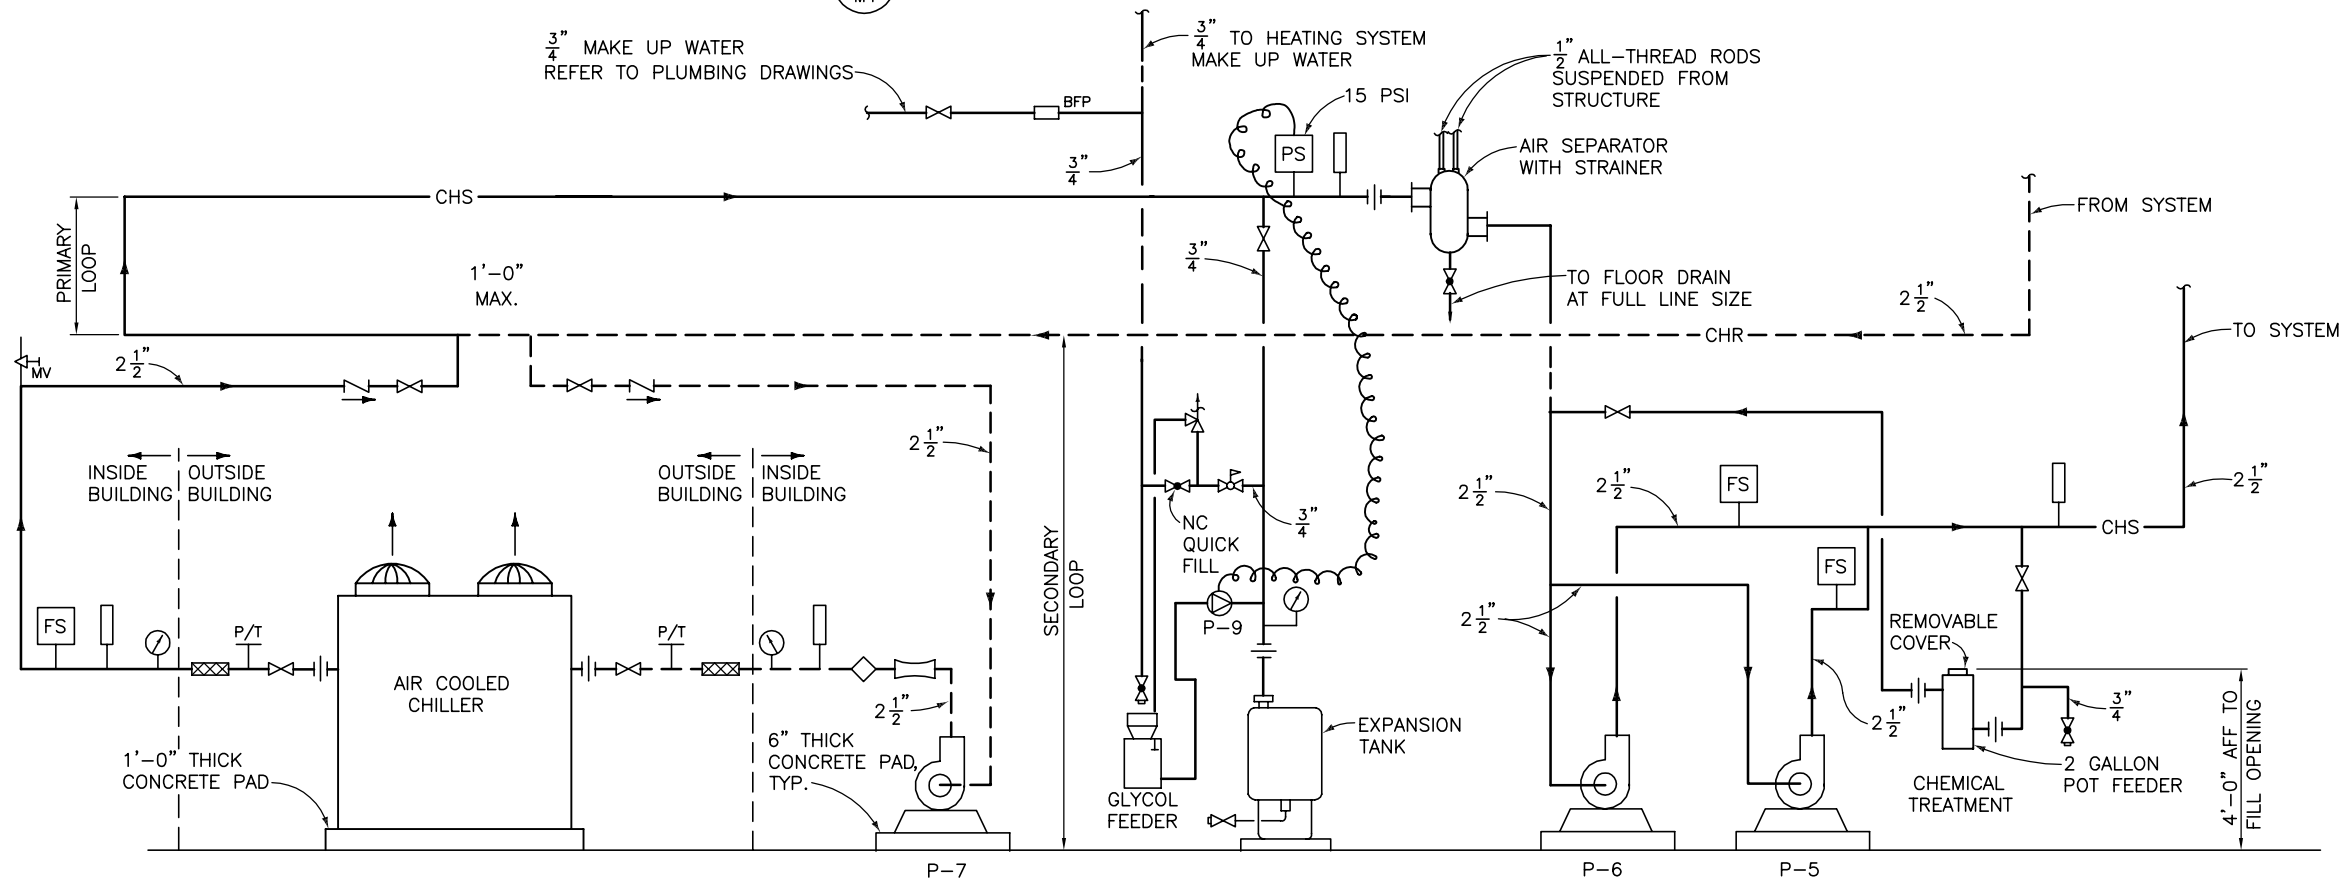 M1
3/4" MAKE UP WATER
REFER TO PLUMBING DRAWINGS
BFP
3/4" TO HEATING SYSTEM
MAKE UP WATER
3/4"
15 PSI
PS
1/2" ALL-THREAD RODS
SUSPENDED FROM
STRUCTURE
AIR SEPARATOR
WITH STRAINER
FROM SYSTEM
CHS
PRIMARY
LOOP
1'-0"
MAX.
3/4"
TO FLOOR DRAIN
AT FULL LINE SIZE
2 1/2"
CHR
TO SYSTEM
MV
2 1/2"
2 1/2"
INSIDE
BUILDING
OUTSIDE
BUILDING
OUTSIDE
BUILDING
INSIDE
BUILDING
NC
QUICK
FILL
3/4"
2 1/2"
2 1/2"
FS
2 1/2"
CHS
SECONDARY
LOOP
FS
FS
P/T
P/T
P-9
2 1/2"
REMOVABLE
COVER
AIR COOLED
CHILLER
2 1/2"
2 1/2"
3/4"
EXPANSION
TANK
1'-0" THICK
CONCRETE PAD
6" THICK
CONCRETE PAD,
TYP.
GLYCOL
FEEDER
CHEMICAL
TREATMENT
2 GALLON
POT FEEDER
4'-0" AFF TO
FILL OPENING
P-7
P-6
P-5